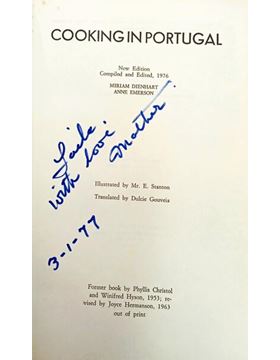 COOKING IN PORTUGAL
New Edition
Compiled and Edited, 1976
MIRIAM DIENHART
ANNE EMERSON
with love
Mother
Illustrated by Mr. E. Stanton
Translated by Dulcie Gouveia
3-1-77
Former book by Phyllis Christol
and Winifred Hyson, 1953; re-
vised by Joyce Hermanson, 1963
out of print